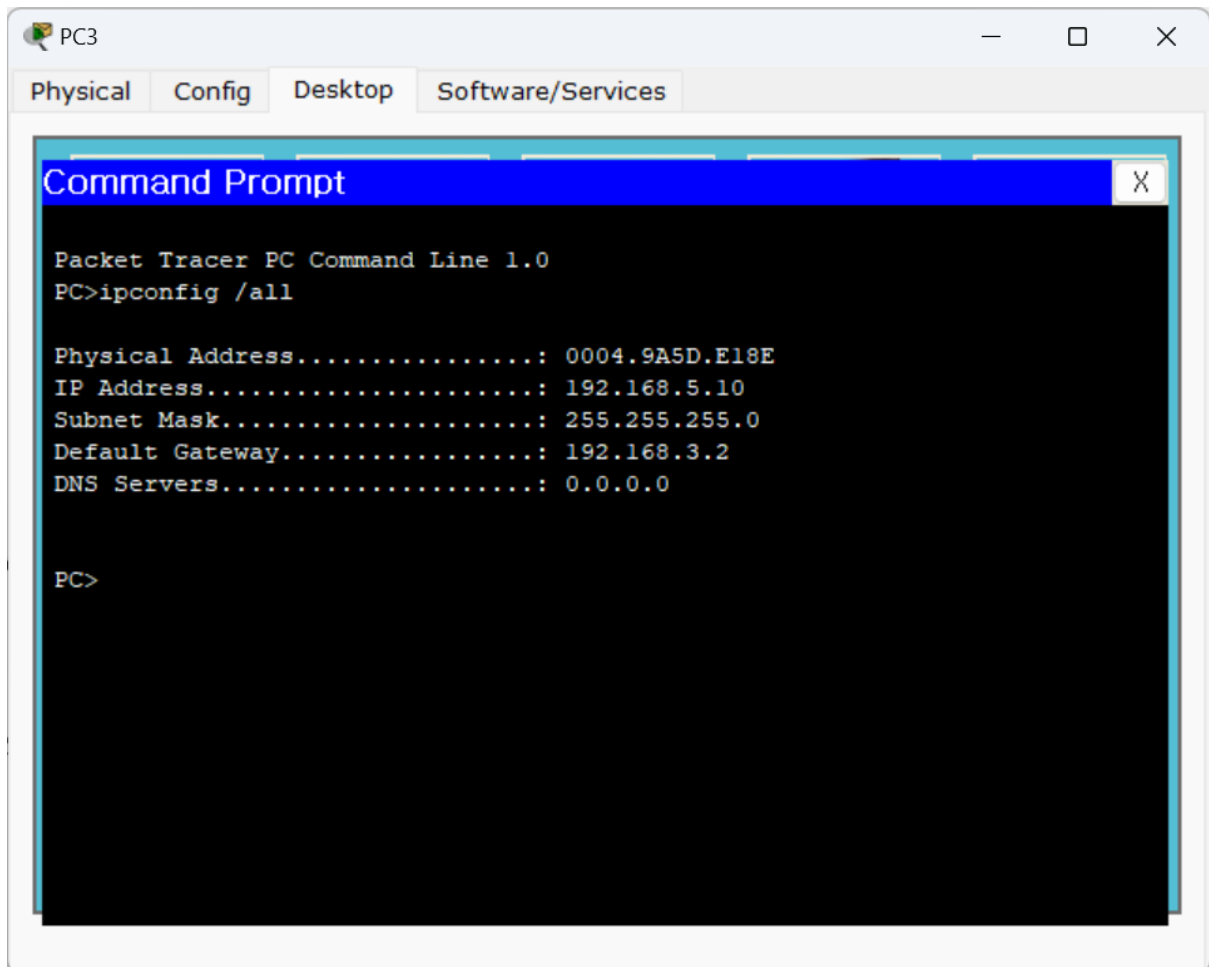 PC3
Physical Config Desktop Software/Services
Command Prompt X
Packet Tracer PC Command Line 1.0
PC>ipconfig /all
Physical Address................: 0004.9A5D.E18E
IP Address......................: 192.168.5.10
Subnet Mask.....................: 255.255.255.0
Default Gateway.................: 192.168.3.2
DNS Servers.....................: 0.0.0.0
PC>